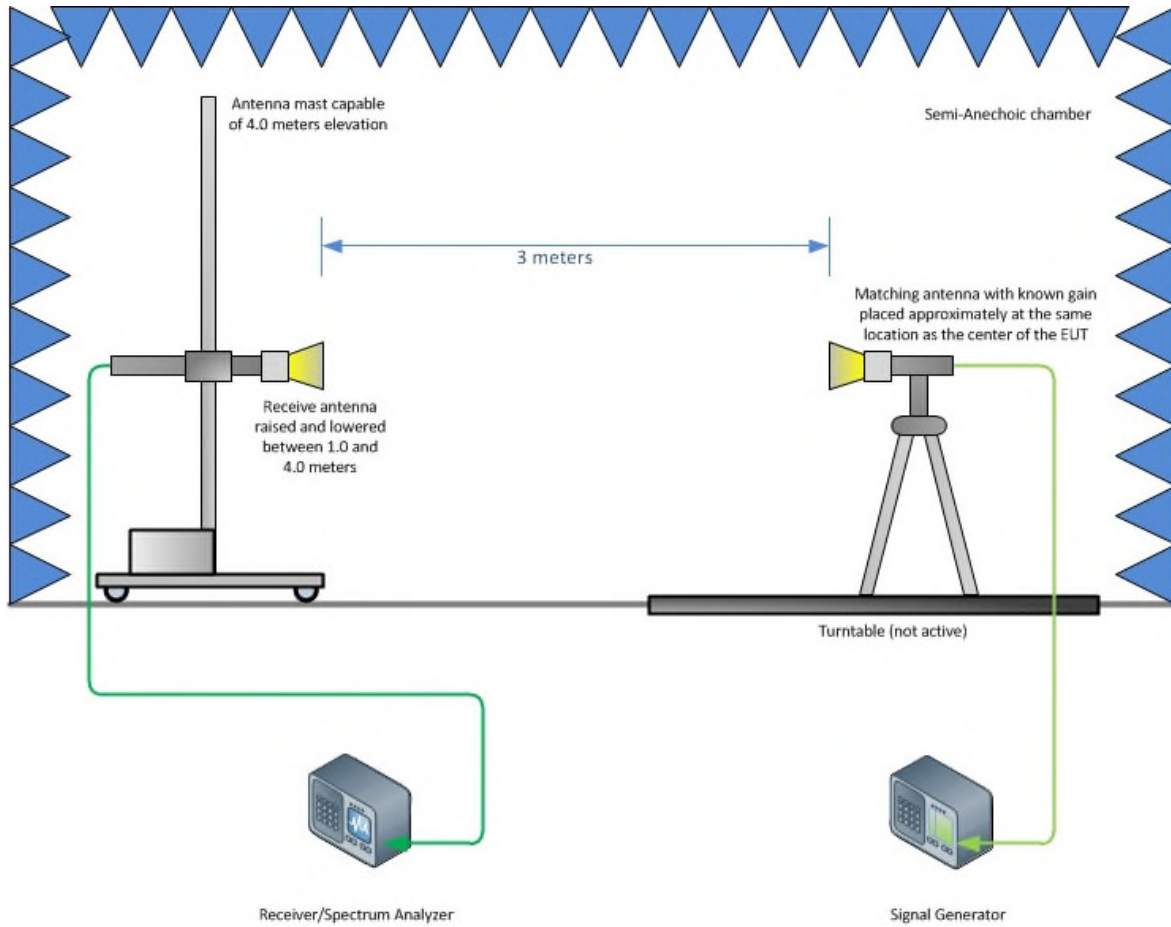 Antenna mast capable
of 4.0 meters elevation
Semi-Anechoic chamber
3 meters
Matching antenna with known gain
placed approximately at the same
location as the center of the EUT
Receive antenna
raised and lowered
between 1.0 and
4.0 meters
Turntable (not active)
Receiver/Spectrum Analyzer
Signal Generator